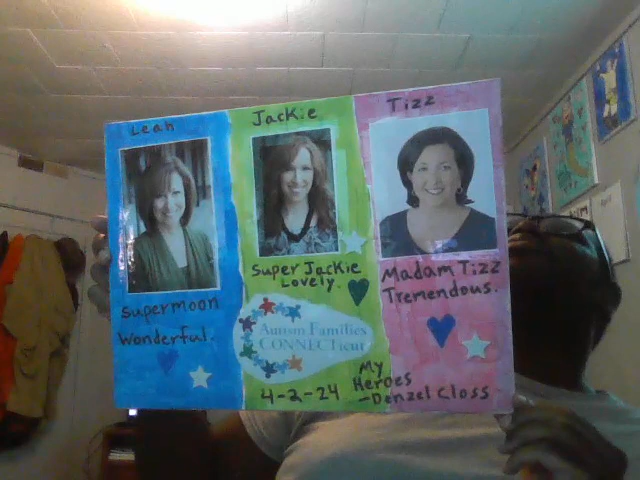 Leah
Jackie
Tizz
Supermoon
Wonderful.
Super Jackie
Lovely.
Madam Tizz
Tremendous.
Autism Families
CONNECTicut
4-2-24
My
Heroes
-Denzel Closs